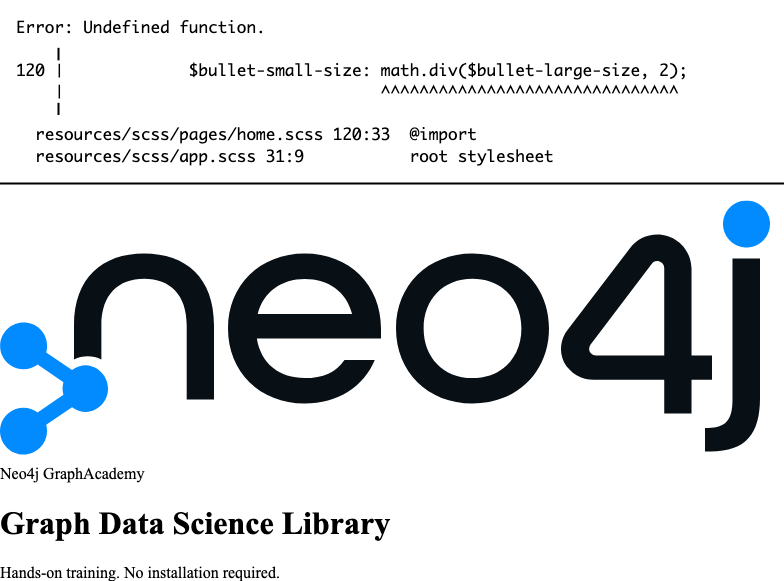 Error: Undefined function.
|
120 | $bullet-small-size: math.div($bullet-large-size, 2);
| ^^^^^^^^^^^^^^^^^^^^^^^^^^^^^^^
|
resources/scss/pages/home.scss 120:33 @import
resources/scss/app.scss 31:9 root stylesheet
neo4j
Neo4j GraphAcademy
Graph Data Science Library
Hands-on training. No installation required.